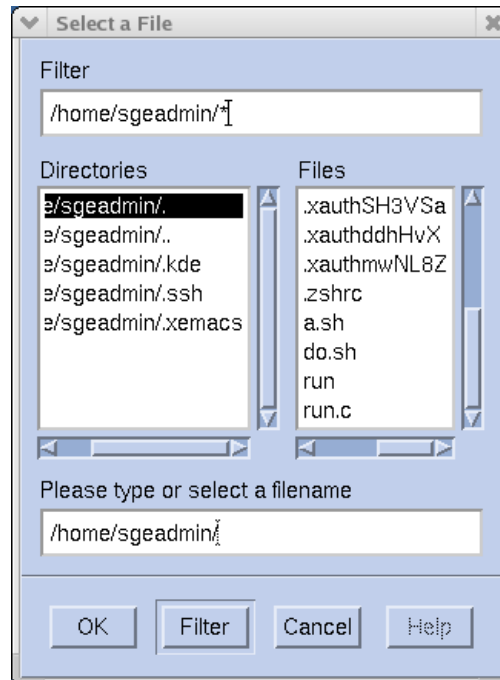 Select a File
Filter
/home/sgeadmin/*
Directories
e/sgeadmin/.
e/sgeadmin/..
e/sgeadmin/.kde
e/sgeadmin/.ssh
e/sgeadmin/.xemacs
Files
.xauthSH3VSa
.xauthddhHvX
.xauthmwNL8Z
.zshrc
a.sh
do.sh
run
run.c
Please type or select a filename
/home/sgeadmin/
OK Filter Cancel Help